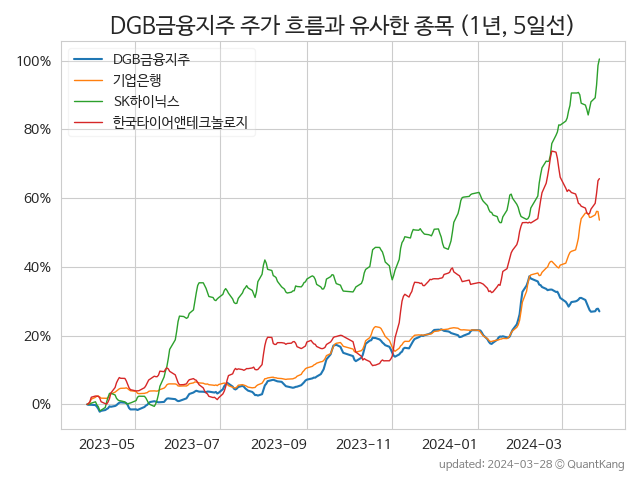 DGB금융지주 주가 흐름과 유사한 종목 (1년, 5일선)
DGB금융지주
기업은행
SK하이닉스
한국타이어앤테크놀로지
100%
80%
60%
40%
20%
0%
2023-05 2023-07 2023-09 2023-11 2024-01 2024-03
updated: 2024-03-28 © QuantKang